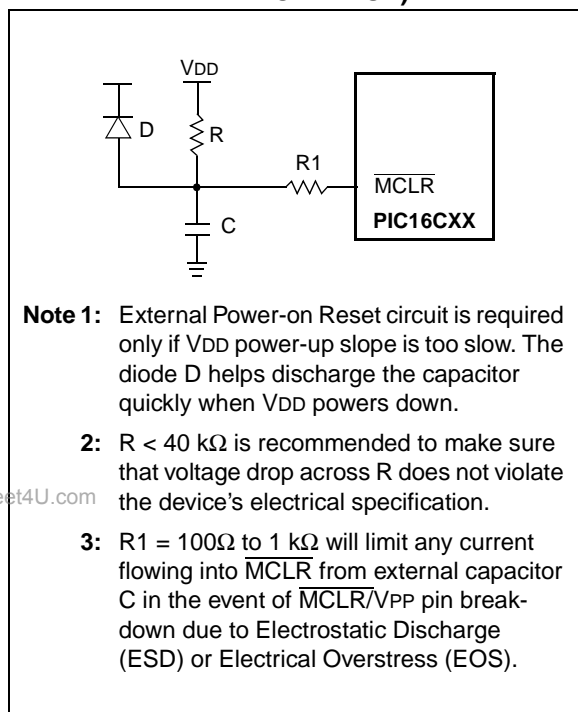 VDD
D
R
R1
MCLR
C
PIC16CXX
Note 1: External Power-on Reset circuit is required
only if VDD power-up slope is too slow. The
diode D helps discharge the capacitor
quickly when VDD powers down.
2: R < 40 kΩ is recommended to make sure
that voltage drop across R does not violate
the device's electrical specification.
et4U.com
3: R1 = 100Ω to 1 kΩ will limit any current
flowing into MCLR from external capacitor
C in the event of MCLR/VPP pin break-
down due to Electrostatic Discharge
(ESD) or Electrical Overstress (EOS).